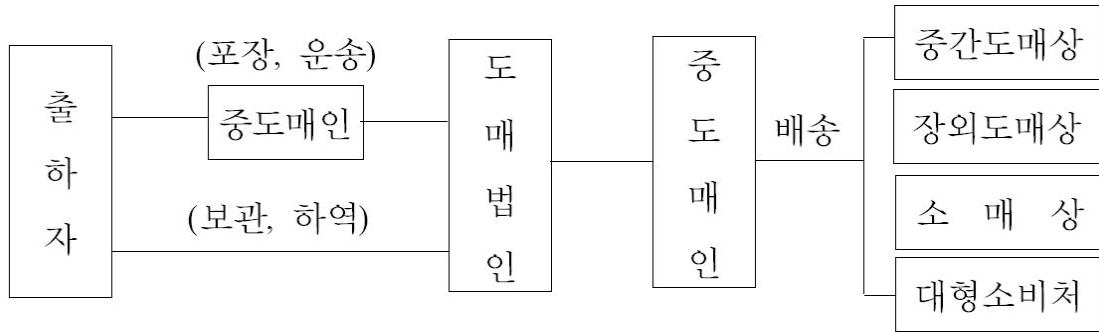 출하자
(포장, 운송)
중도매인
(보관, 하역)
도매법인
중도매인
배송
중간도매상
장외도매상
소 매 상
대형소비처